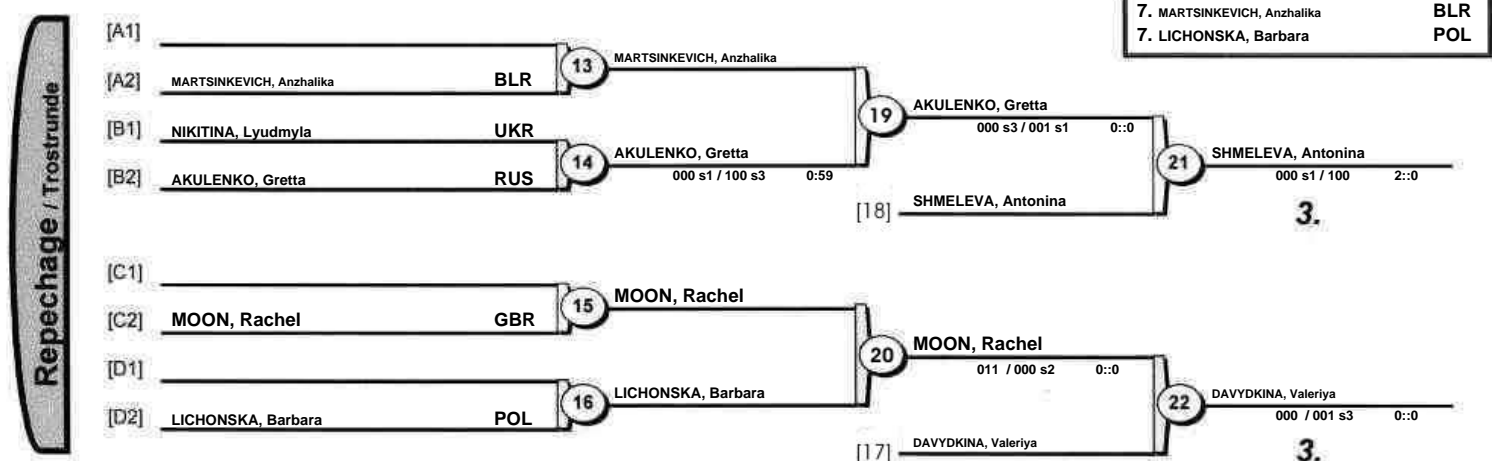 7. MARTSINKEVICH, Anzhalika BLR
7. LICHONSKA, Barbara POL
Repechage / Trostrunde
[A1]
[A2] MARTSINKEVICH, Anzhalika BLR
13 MARTSINKEVICH, Anzhalika
[B1] NIKITINA, Lyudmyla UKR
[B2] AKULENKO, Gretta RUS
14 AKULENKO, Gretta
000 s1 / 100 s3 0:59
19 AKULENKO, Gretta
000 s3 / 001 s1 0::0
[18] SHMELEVA, Antonina
21 SHMELEVA, Antonina
000 s1 / 100 2::0
3.
[C1]
[C2] MOON, Rachel GBR
15 MOON, Rachel
[D1]
[D2] LICHONSKA, Barbara POL
16 LICHONSKA, Barbara
20 MOON, Rachel
011 / 000 s2 0::0
[17] DAVYDKINA, Valeriya
22 DAVYDKINA, Valeriya
000 / 001 s3 0::0
3.